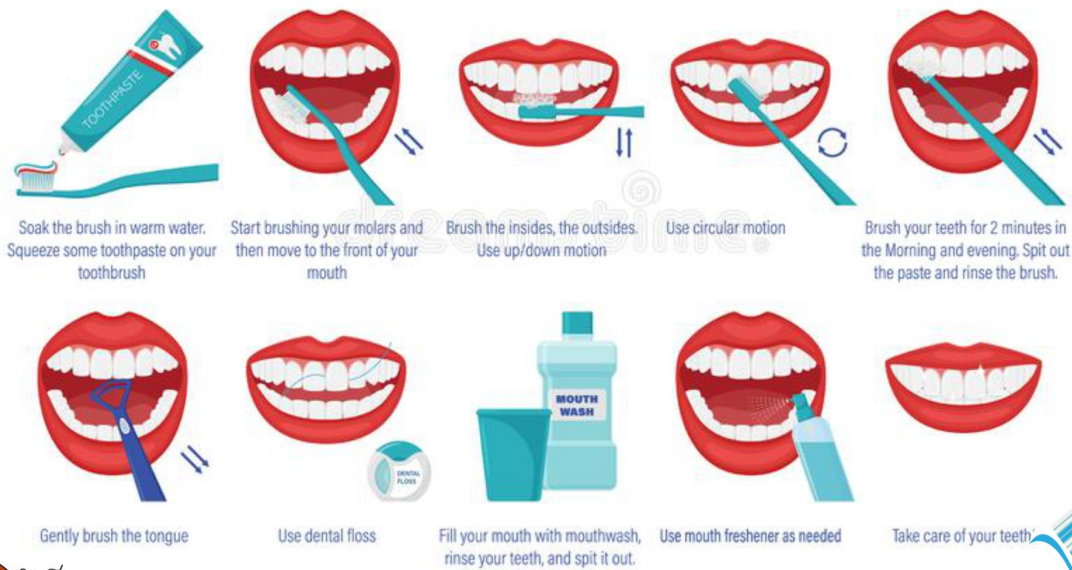 TOOTHPASTE
Soak the brush in warm water.
Squeeze some toothpaste on your
toothbrush
Start brushing your molars and
then move to the front of your
mouth
Brush the insides, the outsides.
Use up/down motion
Use circular motion
Brush your teeth for 2 minutes in
the Morning and evening. Spit out
the paste and rinse the brush.
dreamstime.
DENTAL
FLOSS
MOUTH
WASH
Gently brush the tongue
Use dental floss
Fill your mouth with mouthwash,
rinse your teeth, and spit it out.
Use mouth freshener as needed
Take care of your teeth